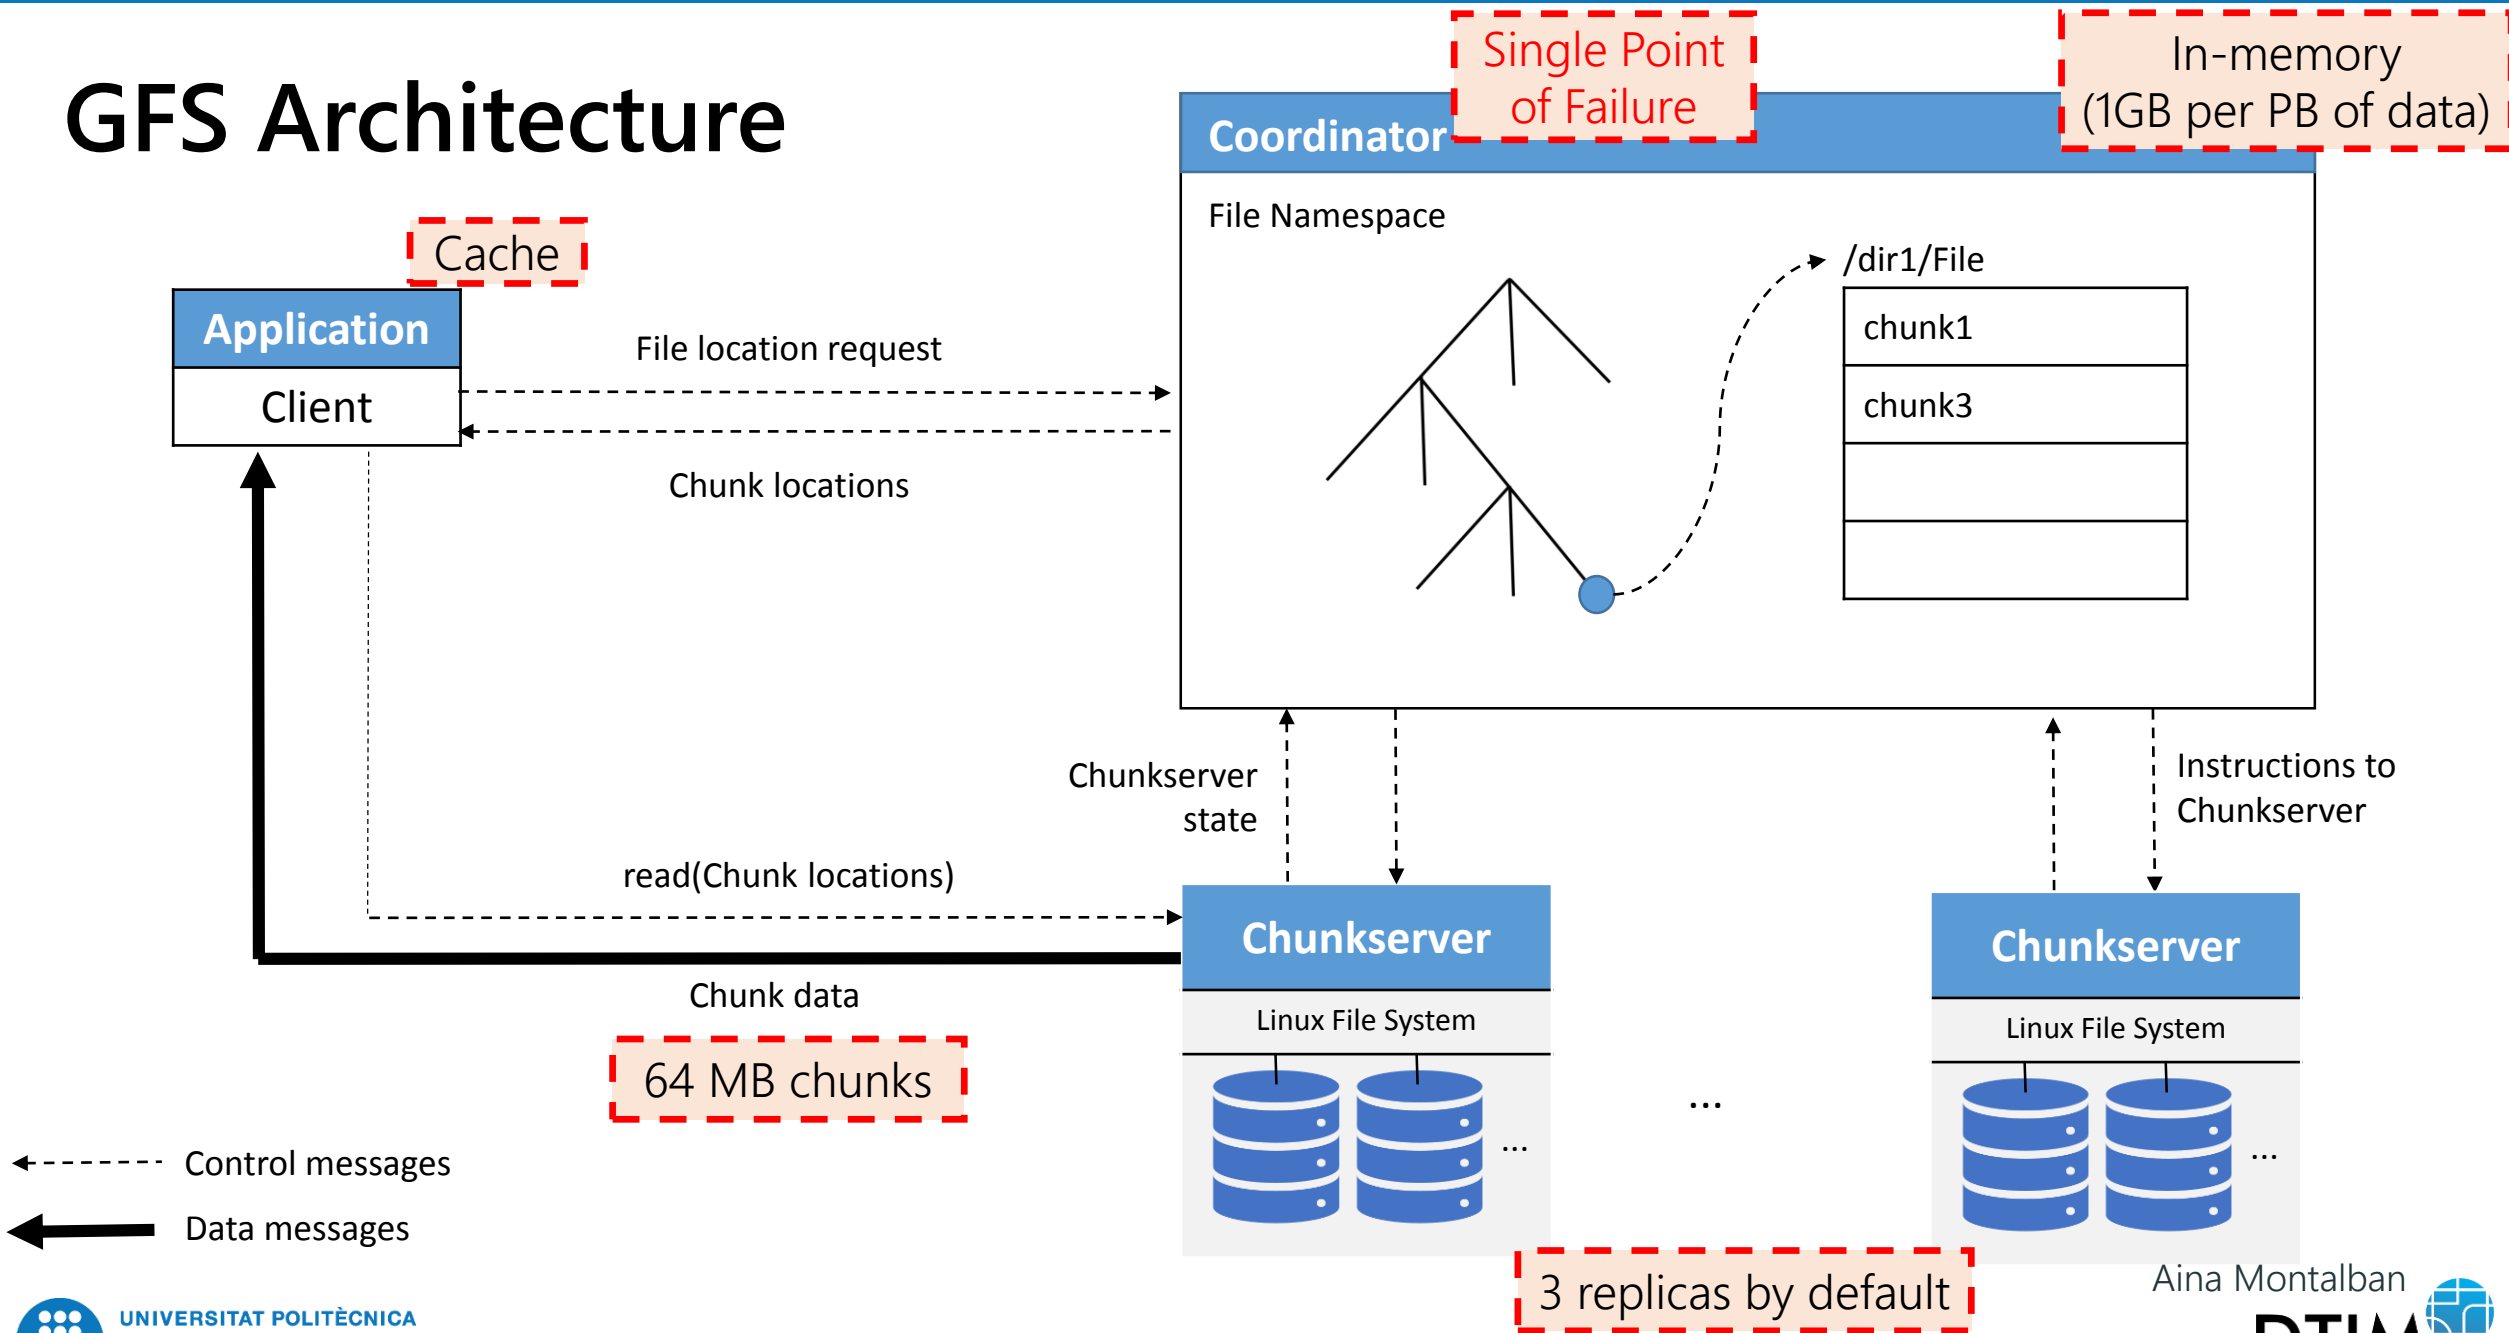 Single Point
of Failure
In-memory
(1GB per PB of data)
GFS Architecture
Coordinator
File Namespace
Cache
/dir1/File
Application
chunk1
File location request
Client
chunk3
Chunk locations
Chunkserver
state
Instructions to
Chunkserver
read(Chunk locations)
Chunkserver
Chunkserver
Chunk data
Linux File System
Linux File System
64 MB chunks
...
...
...
Control messages
Data messages
3 replicas by default
Aina Montalban
UNIVERSITAT POLITÈCNICA
DTIM